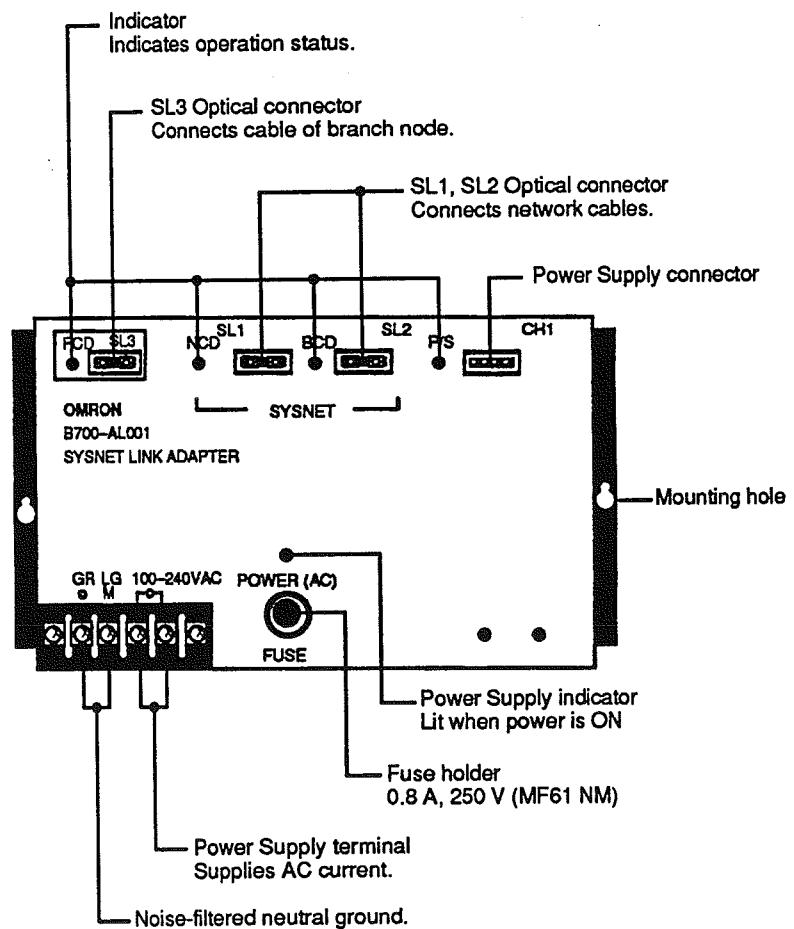 Indicator
Indicates operation status.
SL3 Optical connector
Connects cable of branch node.
SL1, SL2 Optical connector
Connects network cables.
Power Supply connector
SL1
SL2
CH1
FCD
SL3
NCD
BCD
P/S
SYSNET
OMRON
B700-AL001
SYSNET LINK ADAPTER
Mounting hole
GR LG 100-240VAC
M
POWER (AC)
FUSE
Power Supply indicator
Lit when power is ON
Fuse holder
0.8 A, 250 V (MF61 NM)
Power Supply terminal
Supplies AC current.
Noise-filtered neutral ground.